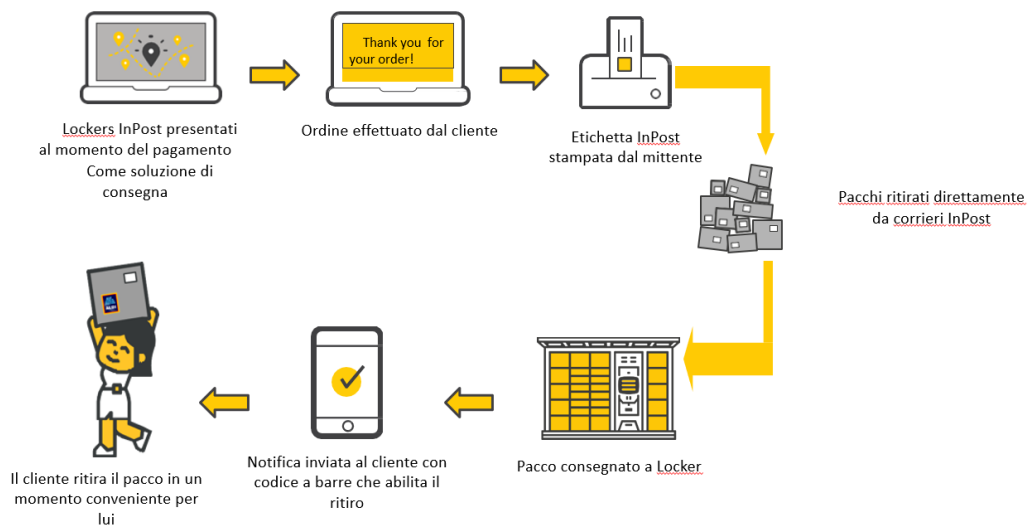 Thank you for
your order!
Lockers InPost presentati
al momento del pagamento
Come soluzione di
consegna
Ordine effettuato dal cliente
Etichetta InPost
stampata dal mittente
Pacchi ritirati direttamente
da corrieri InPost
Pacco consegnato a Locker
Notifica inviata al cliente con
codice a barre che abilita il
ritiro
Il cliente ritira il pacco in un
momento conveniente per
lui